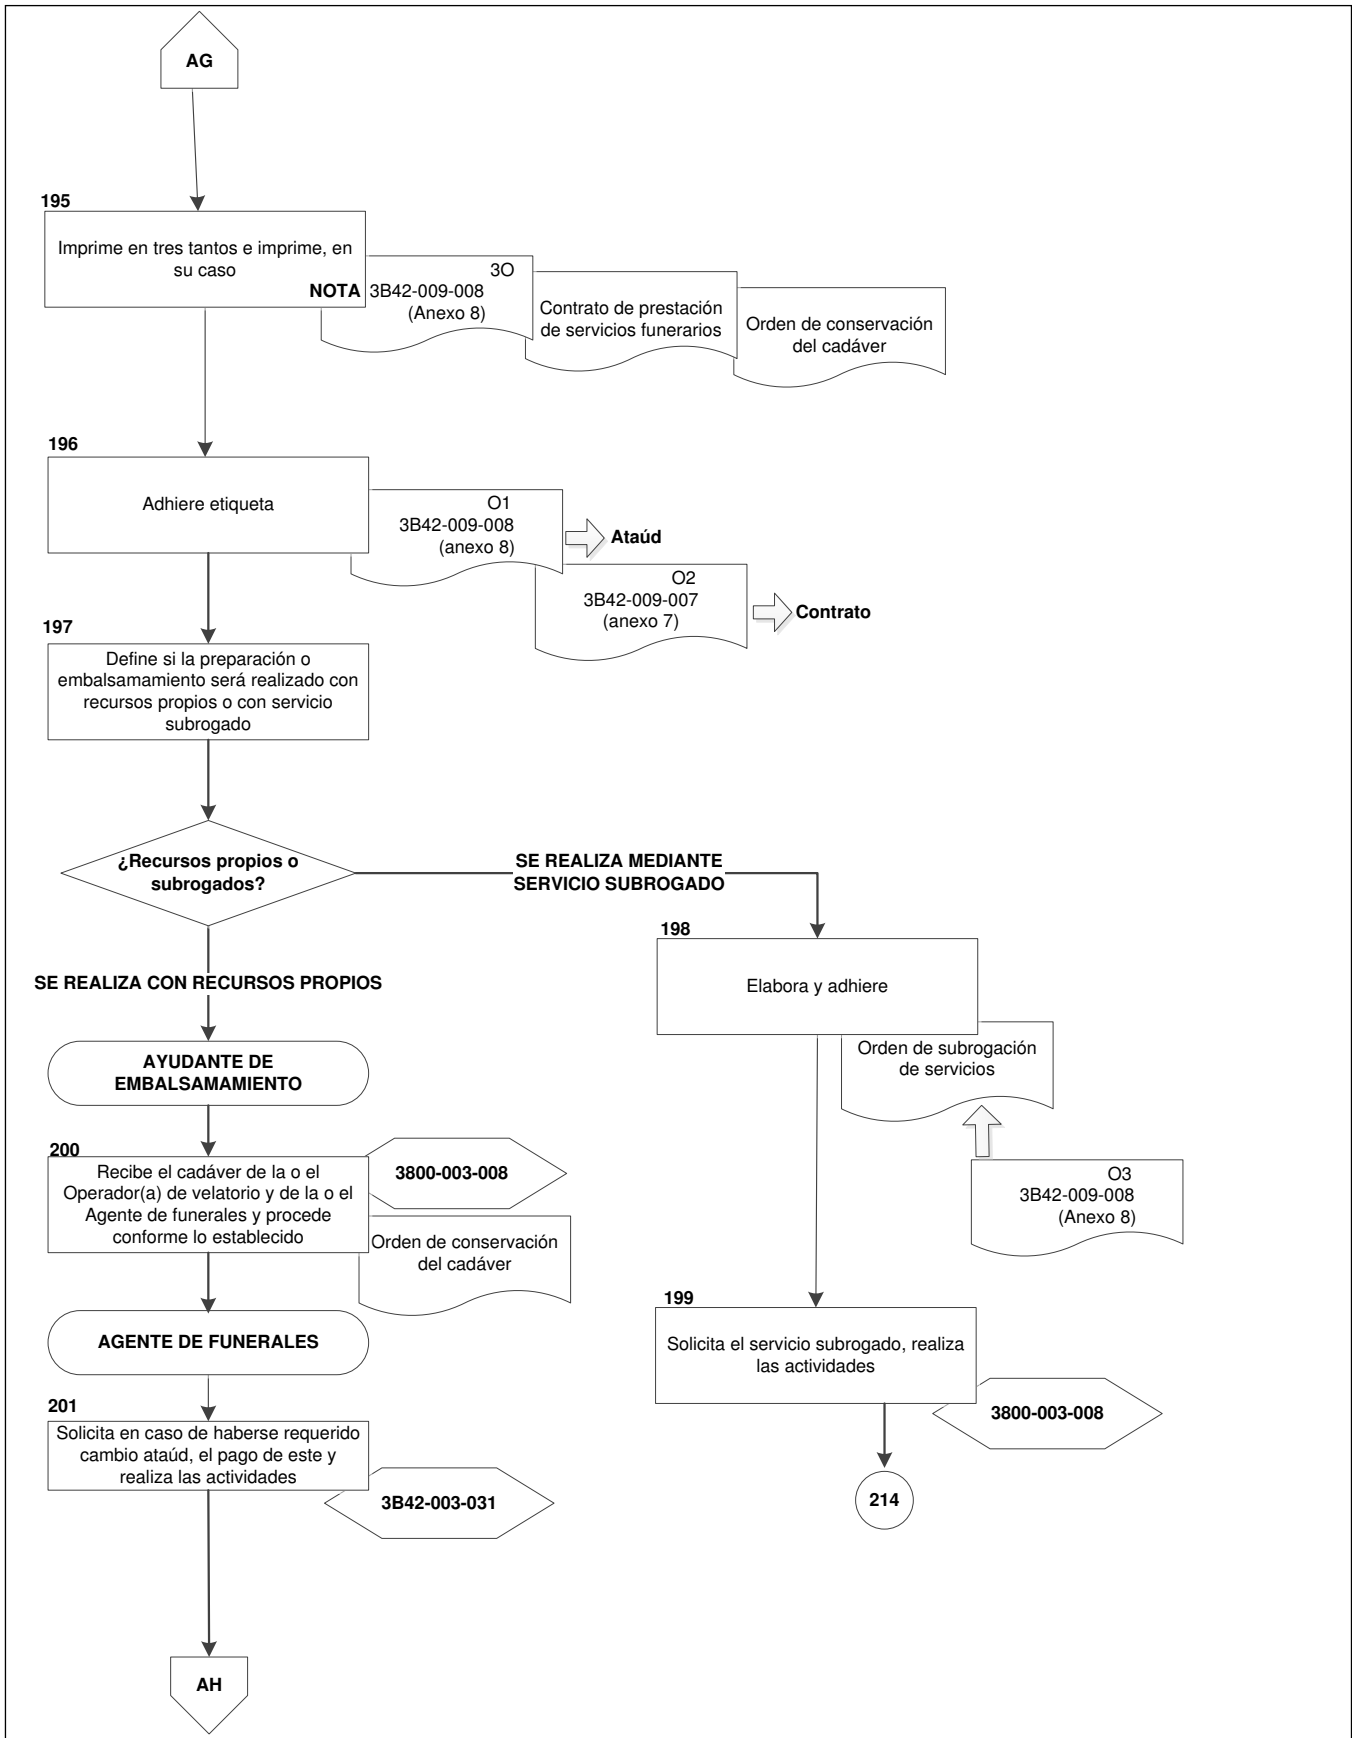 AG
195
Imprime en tres tantos e imprime, en
su caso
NOTA
3O
3B42-009-008
(Anexo 8)
Contrato de prestación
de servicios funerarios
Orden de conservación
del cadáver
196
Adhiere etiqueta
O1
3B42-009-008
(anexo 8)
Ataúd
O2
3B42-009-007
(anexo 7)
Contrato
197
Define si la preparación o
embalsamamiento será realizado con
recursos propios o con servicio
subrogado
¿Recursos propios o
subrogados?
SE REALIZA MEDIANTE
SERVICIO SUBROGADO
198
Elabora y adhiere
Orden de subrogación
de servicios
O3
3B42-009-008
(Anexo 8)
199
Solicita el servicio subrogado, realiza
las actividades
3800-003-008
214
SE REALIZA CON RECURSOS PROPIOS
AYUDANTE DE
EMBALSAMAMIENTO
200
Recibe el cadáver de la o el
Operador(a) de velatorio y de la o el
Agente de funerales y procede
conforme lo establecido
3800-003-008
Orden de conservación
del cadáver
AGENTE DE FUNERALES
201
Solicita en caso de haberse requerido
cambio ataúd, el pago de este y
realiza las actividades
3B42-003-031
AH